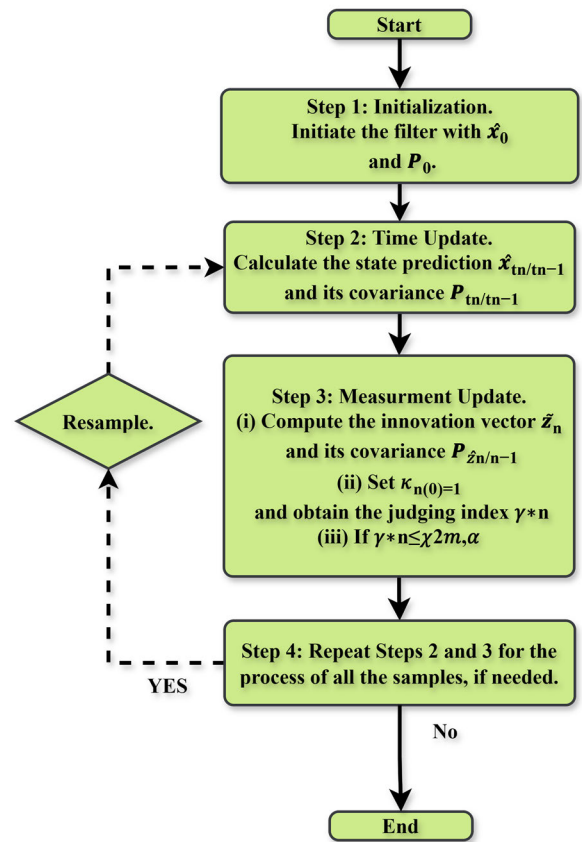 Start
Step 1: Initialization.
Initiate the filter with x̂₀
and P₀.
Step 2: Time Update.
Calculate the state prediction x̂tn/tn−1
and its covariance Ptn/tn−1
Step 3: Measurment Update.
(i) Compute the innovation vector z̃n
and its covariance Pẑn/n−1
(ii) Set κn(0)=1
and obtain the judging index γ∗n
(iii) If γ∗n≤χ2m,α
Resample.
Step 4: Repeat Steps 2 and 3 for the
process of all the samples, if needed.
YES
No
End